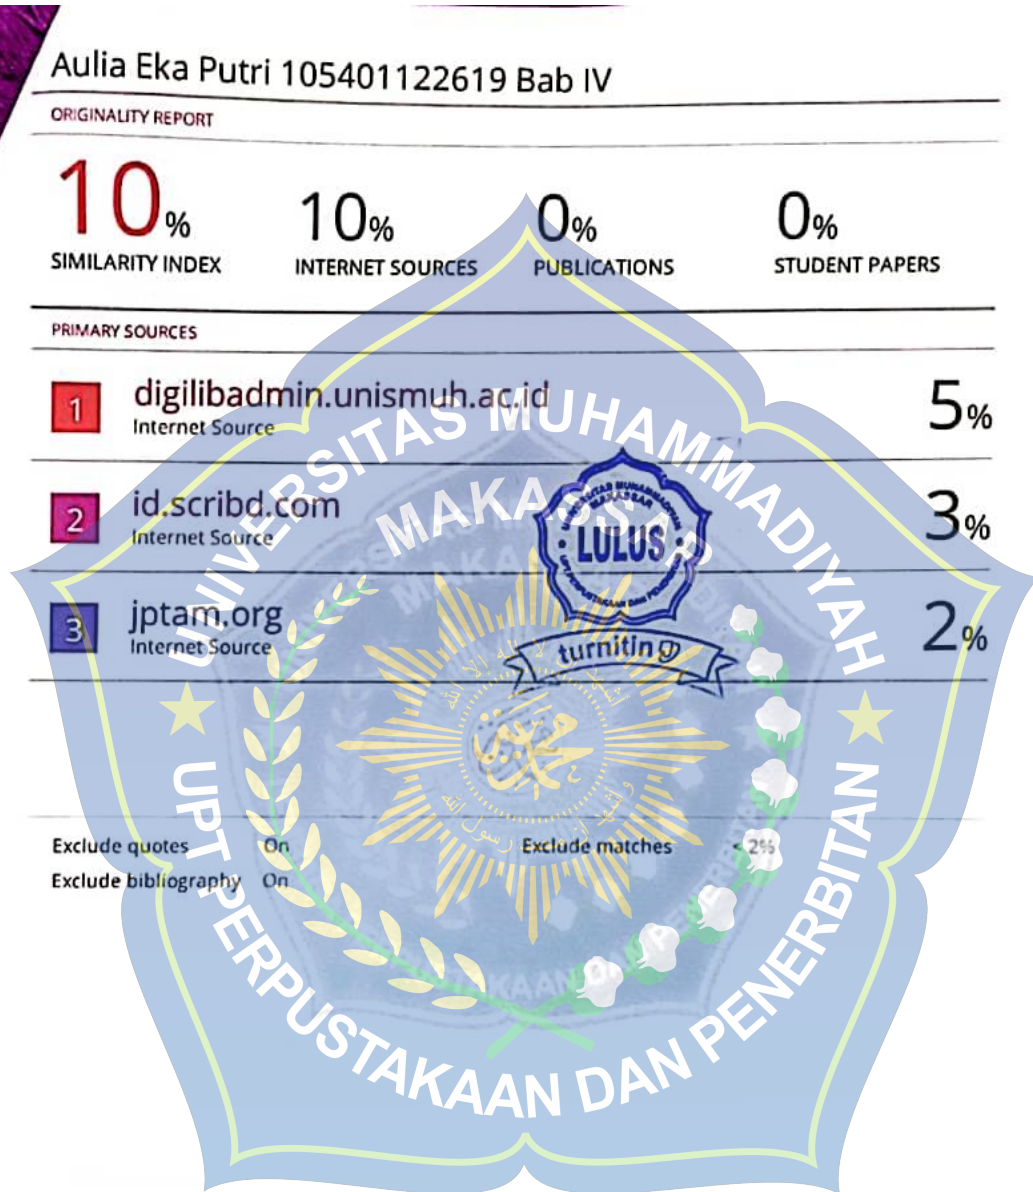 Aulia Eka Putri 105401122619 Bab IV
ORIGINALITY REPORT
10% 10% 0% 0%
SIMILARITY INDEX INTERNET SOURCES PUBLICATIONS STUDENT PAPERS
PRIMARY SOURCES
1 digilibadmin.unismuh.ac.id 5%
Internet Source
2 id.scribd.com 3%
Internet Source
3 jptam.org 2%
Internet Source
Exclude quotes On Exclude matches < 2%
Exclude bibliography On
UNIVERSITAS MUHAMMADIYAH
MAKASSAR
UPT PERPUSTAKAAN DAN PENERBITAN
LULUS
turnitin